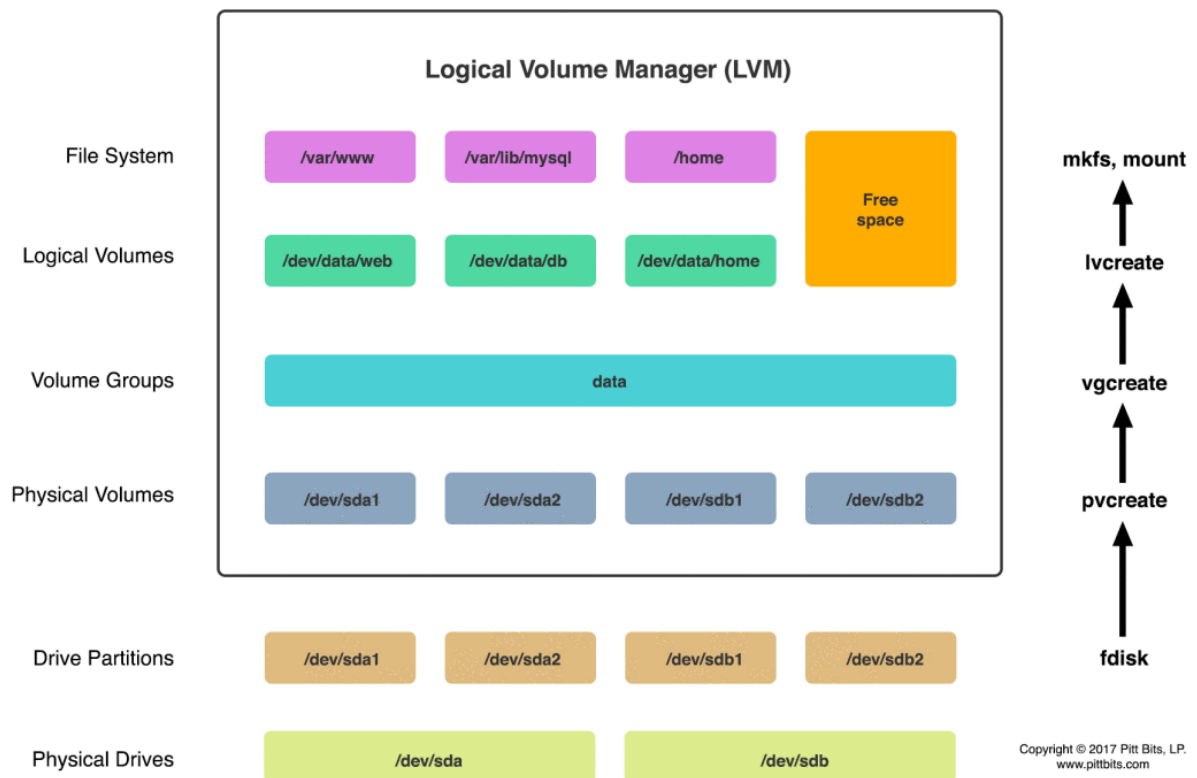 Logical Volume Manager (LVM)
File System
/var/www
/var/lib/mysql
/home
Free
space
mkfs, mount
Logical Volumes
/dev/data/web
/dev/data/db
/dev/data/home
lvcreate
Volume Groups
data
vgcreate
Physical Volumes
/dev/sda1
/dev/sda2
/dev/sdb1
/dev/sdb2
pvcreate
Drive Partitions
/dev/sda1
/dev/sda2
/dev/sdb1
/dev/sdb2
fdisk
Physical Drives
/dev/sda
/dev/sdb
Copyright © 2017 Pitt Bits, LP.
www.pittbits.com